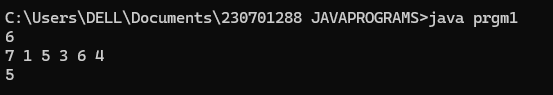 C:\Users\DELL\Documents\230701288 JAVAPROGRAMS>java prgm1
6
7 1 5 3 6 4
5